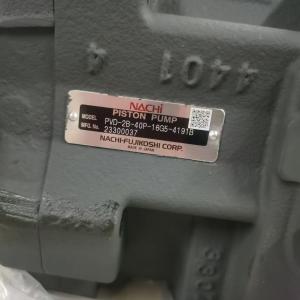 4401
4
NACHI
PISTON PUMP
MODEL PVD-2B-40P-16G5-4191B
MFG. No. 23300037
NACHI-FUJIKOSHI CORP.
MADE IN JAPAN